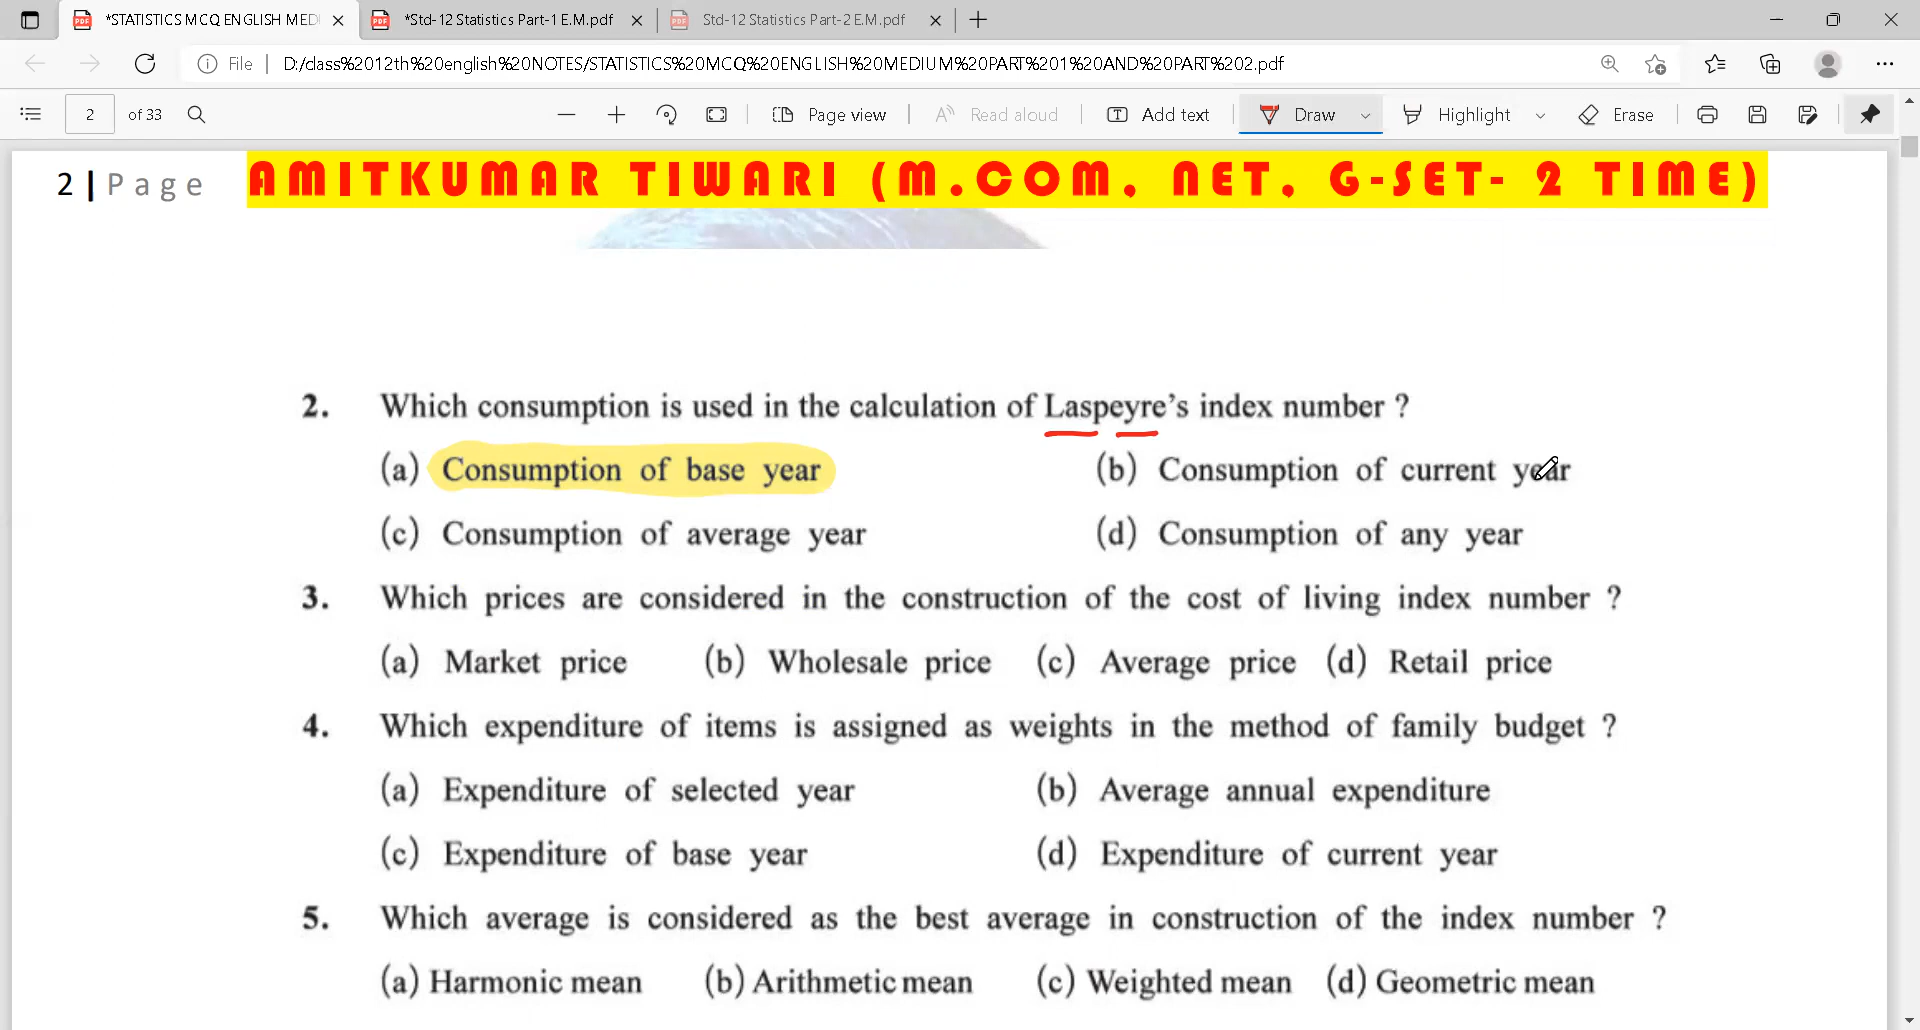 *STATISTICS MCQ ENGLISH MED
*Std-12 Statistics Part-1 E.M.pdf
Std-12 Statistics Part-2 E.M.pdf
File | D:/class%2012th%20english%20NOTES/STATISTICS%20MCQ%20ENGLISH%20MEDIUM%20PART%201%20AND%20PART%202.pdf
2 of 33 Page view Read aloud Add text Draw Highlight Erase
2 | Page AMITKUMAR TIWARI (M.COM, NET, G-SET- 2 TIME)
2. Which consumption is used in the calculation of Laspeyre's index number ?
(a) Consumption of base year (b) Consumption of current year
(c) Consumption of average year (d) Consumption of any year
3. Which prices are considered in the construction of the cost of living index number ?
(a) Market price (b) Wholesale price (c) Average price (d) Retail price
4. Which expenditure of items is assigned as weights in the method of family budget ?
(a) Expenditure of selected year (b) Average annual expenditure
(c) Expenditure of base year (d) Expenditure of current year
5. Which average is considered as the best average in construction of the index number ?
(a) Harmonic mean (b) Arithmetic mean (c) Weighted mean (d) Geometric mean